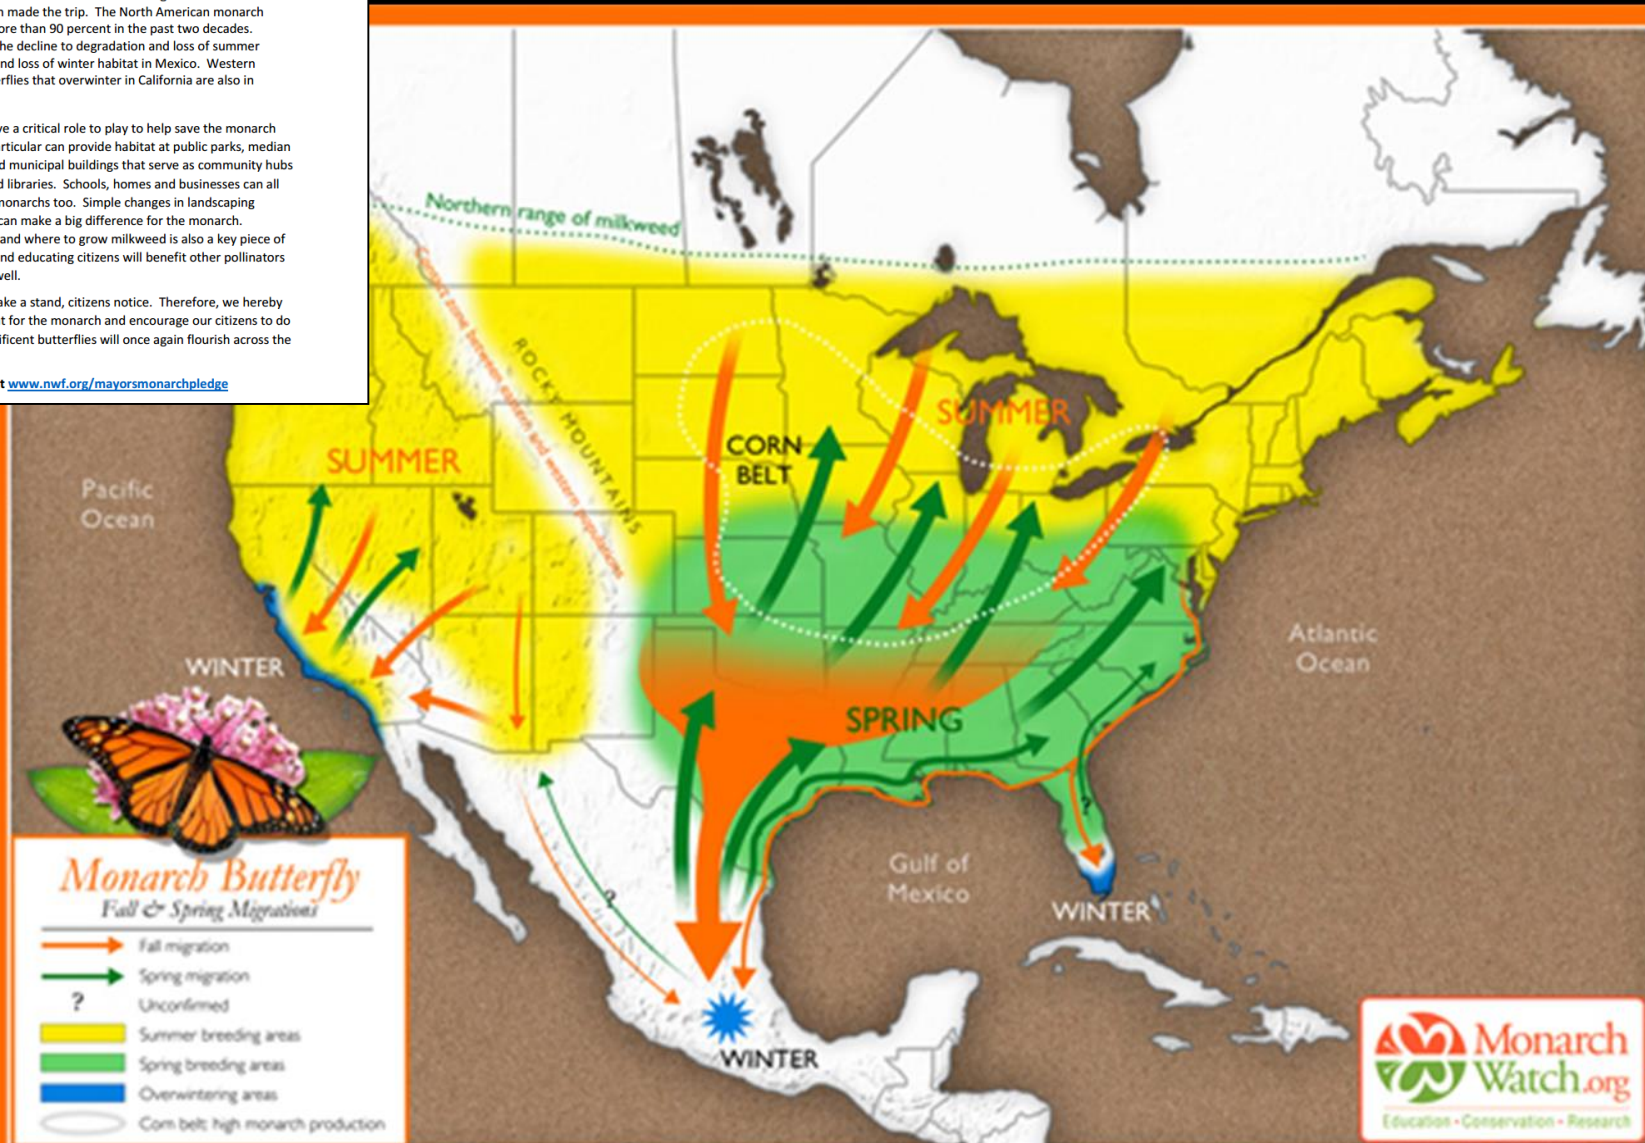 made the trip. The North American monarch
ore than 90 percent in the past two decades.
he decline to degradation and loss of summer
nd loss of winter habitat in Mexico. Western
rflies that overwinter in California are also in
ve a critical role to play to help save the monarch
rticular can provide habitat at public parks, median
d municipal buildings that serve as community hubs
d libraries. Schools, homes and businesses can all
monarchs too. Simple changes in landscaping
can make a big difference for the monarch.
and where to grow milkweed is also a key piece of
nd educating citizens will benefit other pollinators
well.
ake a stand, citizens notice. Therefore, we hereby
t for the monarch and encourage our citizens to do
ificent butterflies will once again flourish across the
t www.nwf.org/mayorsmonarchpledge
Northern range of milkweed
Contact zone between eastern and western populations
ROCKY MOUNTAINS
SUMMER
CORN
BELT
SUMMER
Pacific
Ocean
WINTER
SPRING
Atlantic
Ocean
?
Gulf of
Mexico
?
WINTER
WINTER
Monarch Butterfly
Fall & Spring Migrations
Fall migration
Spring migration
? Unconfirmed
Summer breeding areas
Spring breeding areas
Overwintering areas
Corn belt: high monarch production
Monarch
Watch.org
Education • Conservation • Research